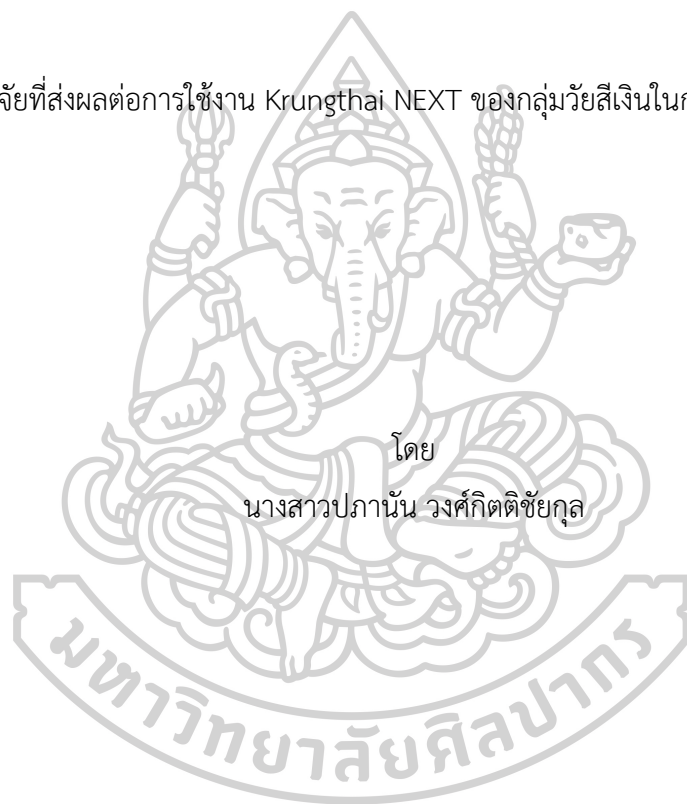 จัยที่ส่งผลต่อการใช้งาน Krungthai NEXT ของกลุ่มวัยสีเงินในก
โดย
นางสาวปภานัน วงศ์กิตติชัยกุล
มหาวิทยาลัยศิลปากร